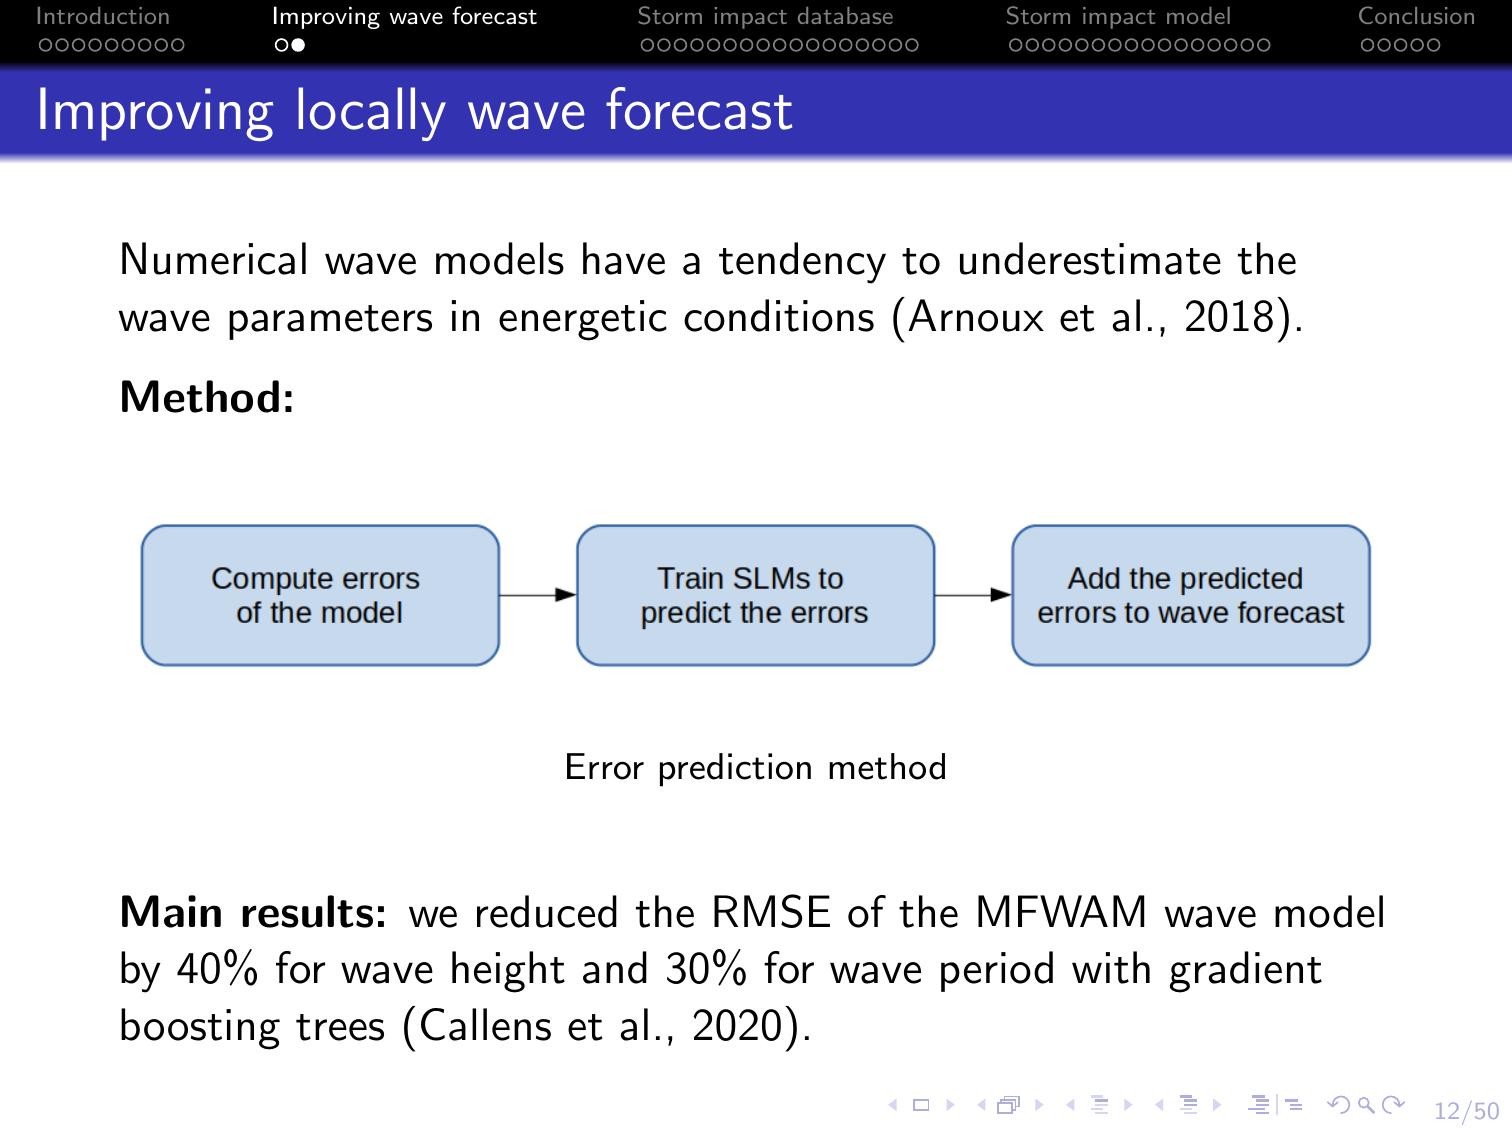 Introduction
Improving wave forecast
Storm impact database
Storm impact model
Conclusion
Improving locally wave forecast
Numerical wave models have a tendency to underestimate the
wave parameters in energetic conditions (Arnoux et al., 2018).
Method:
Compute errors
of the model
Train SLMs to
predict the errors
Add the predicted
errors to wave forecast
Error prediction method
Main results: we reduced the RMSE of the MFWAM wave model
by 40% for wave height and 30% for wave period with gradient
boosting trees (Callens et al., 2020).
12/50